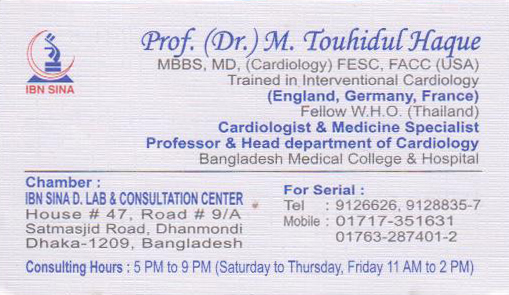 IBN SINA
Prof. (Dr.) M. Touhidul Haque
MBBS, MD, (Cardiology) FESC, FACC (USA)
Trained in Interventional Cardiology
(England, Germany, France)
Fellow W.H.O. (Thailand)
Cardiologist & Medicine Specialist
Professor & Head department of Cardiology
Bangladesh Medical College & Hospital
Chamber :
IBN SINA D. LAB & CONSULTATION CENTER
House # 47, Road # 9/A
Satmasjid Road, Dhanmondi
Dhaka-1209, Bangladesh
For Serial :
Tel : 9126626, 9128835-7
Mobile : 01717-351631
01763-287401-2
Consulting Hours : 5 PM to 9 PM (Saturday to Thursday, Friday 11 AM to 2 PM)